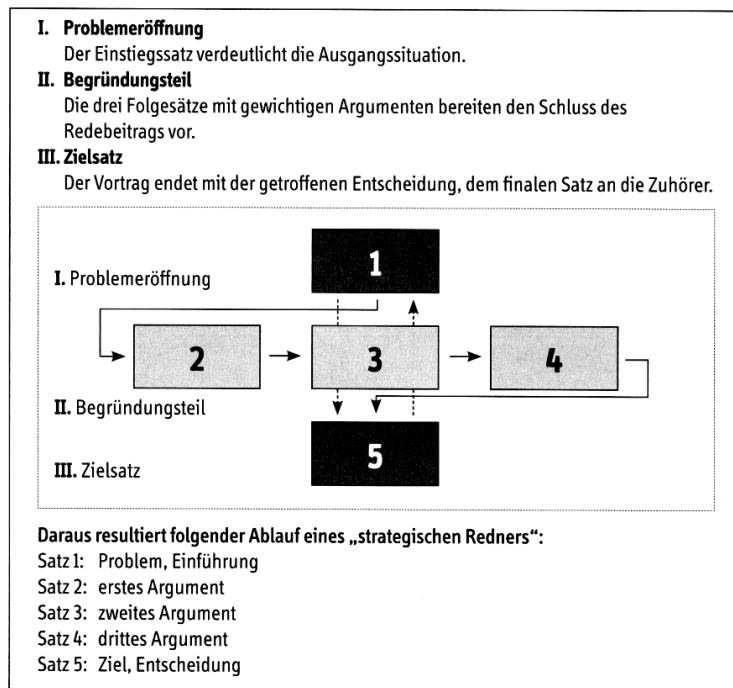 I. Problemeröffnung
Der Einstiegssatz verdeutlicht die Ausgangssituation.
II. Begründungsteil
Die drei Folgesätze mit gewichtigen Argumenten bereiten den Schluss des
Redebeitrags vor.
III. Zielsatz
Der Vortrag endet mit der getroffenen Entscheidung, dem finalen Satz an die Zuhörer.
1
I. Problemeröffnung
2
3
4
II. Begründungsteil
5
III. Zielsatz
Daraus resultiert folgender Ablauf eines „strategischen Redners“:
Satz 1: Problem, Einführung
Satz 2: erstes Argument
Satz 3: zweites Argument
Satz 4: drittes Argument
Satz 5: Ziel, Entscheidung